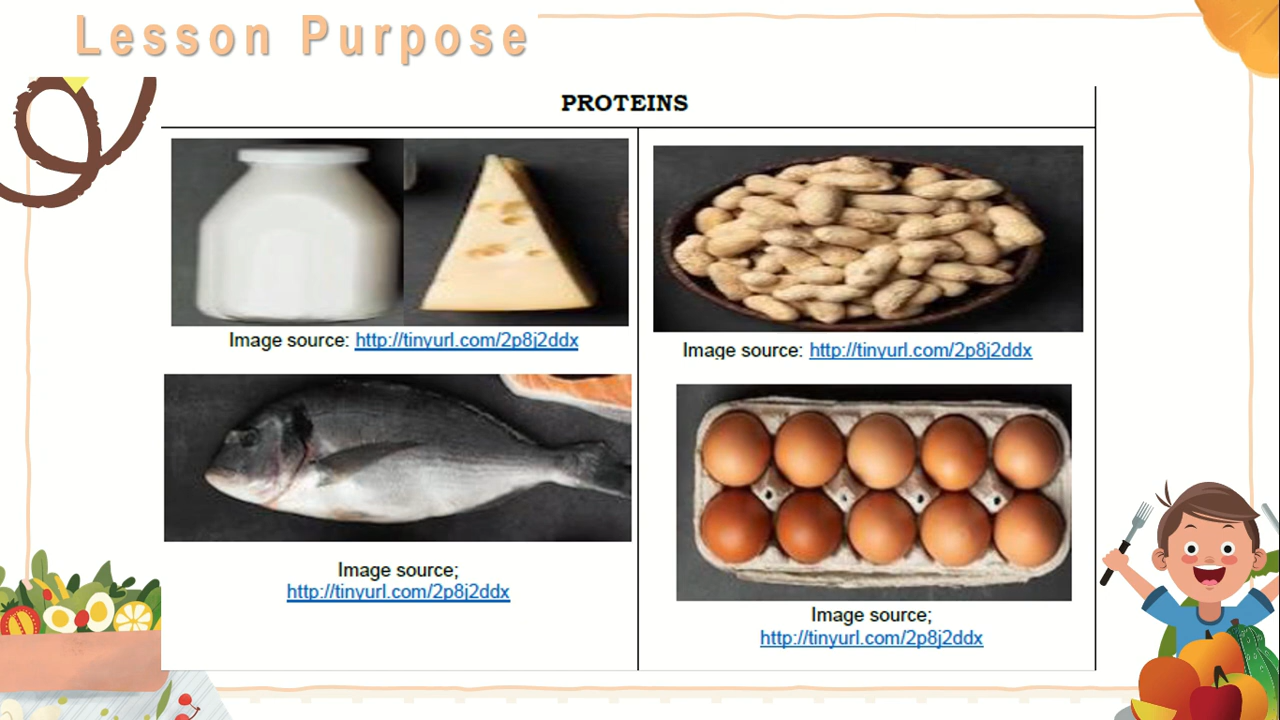 Lesson Purpose
PROTEINS
Image source: http://tinyurl.com/2p8j2ddx
Image source: http://tinyurl.com/2p8j2ddx
Image source;
http://tinyurl.com/2p8j2ddx
Image source;
http://tinyurl.com/2p8j2ddx